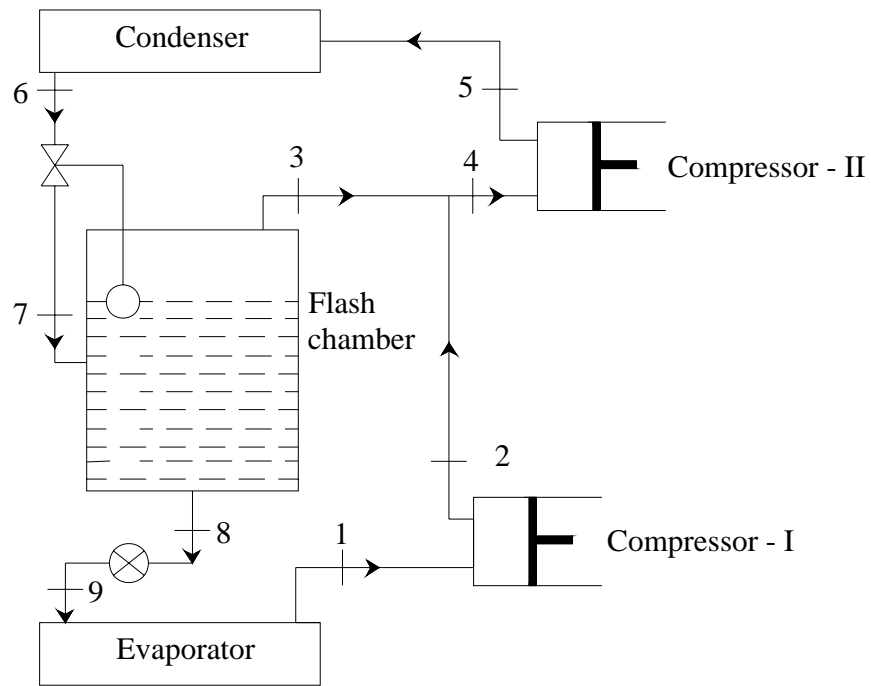 Condenser
6
5
3
4
Compressor - II
7
Flash
chamber
2
8
1
Compressor - I
9
Evaporator